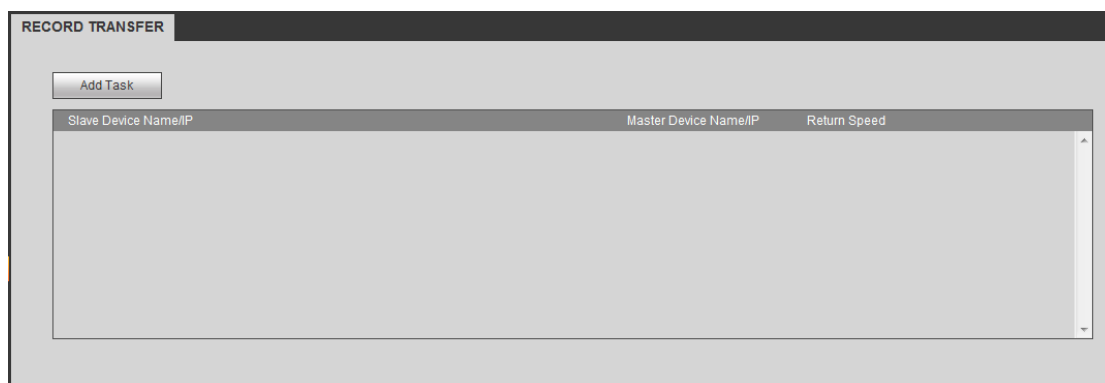 RECORD TRANSFER
Add Task
Slave Device Name/IP Master Device Name/IP Return Speed